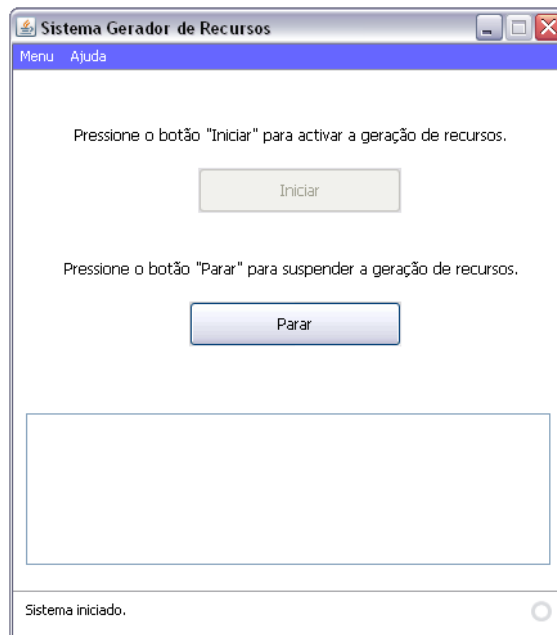 Sistema Gerador de Recursos
Menu Ajuda
Pressione o botão "Iniciar" para activar a geração de recursos.
Iniciar
Pressione o botão "Parar" para suspender a geração de recursos.
Parar
Sistema iniciado.